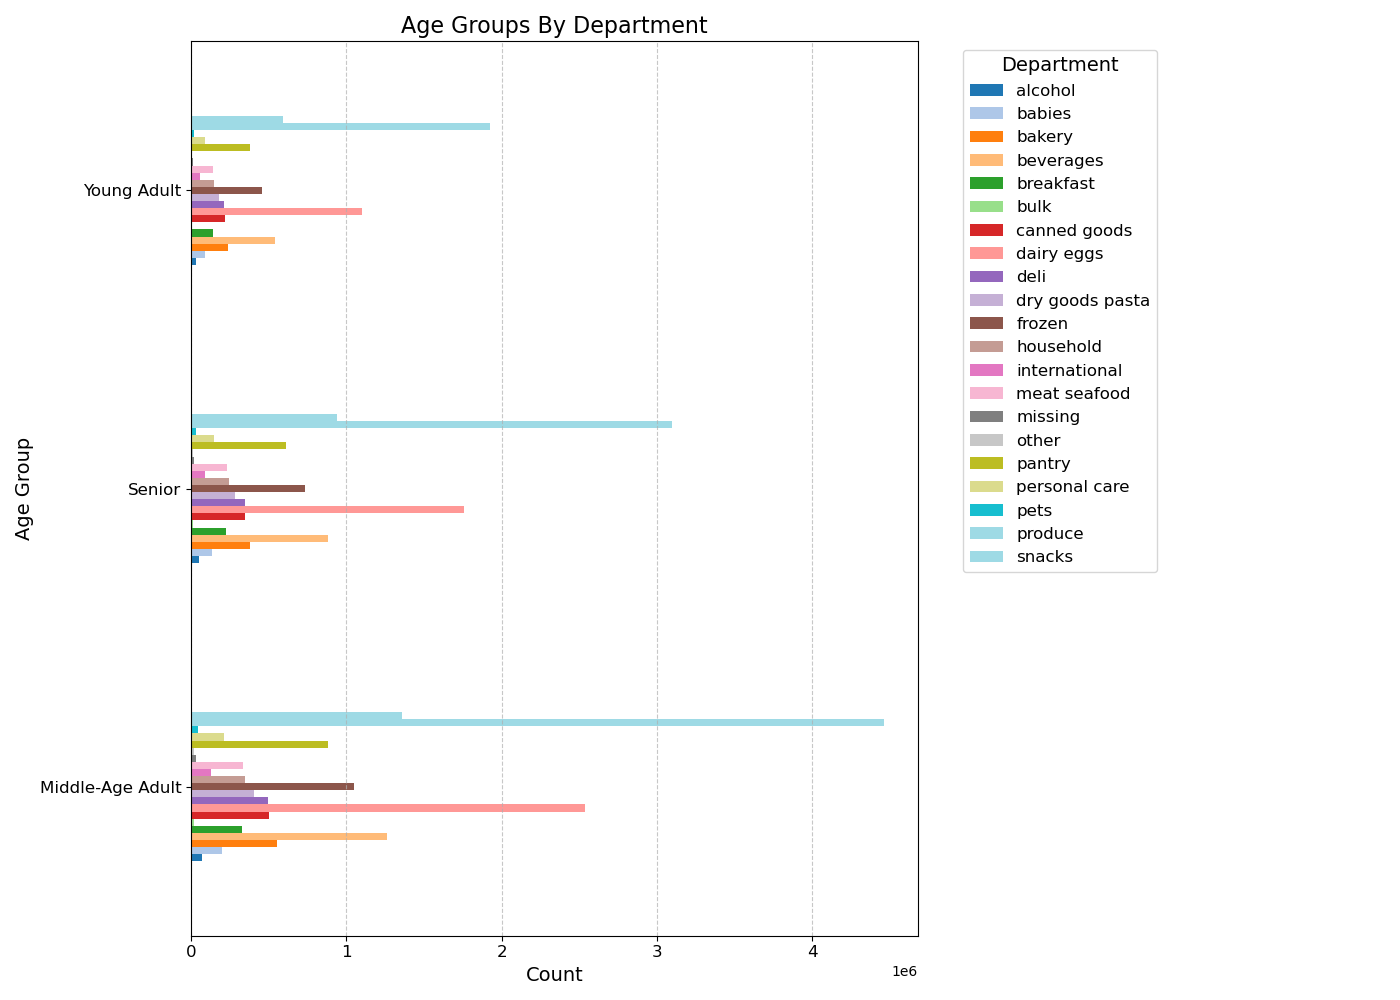 Age Groups By Department
Department
alcohol
babies
bakery
beverages
breakfast
bulk
canned goods
dairy eggs
deli
dry goods pasta
frozen
household
international
meat seafood
missing
other
pantry
personal care
pets
produce
snacks
Age Group
Young Adult
Senior
Middle-Age Adult
0 1 2 3 4
1e6
Count